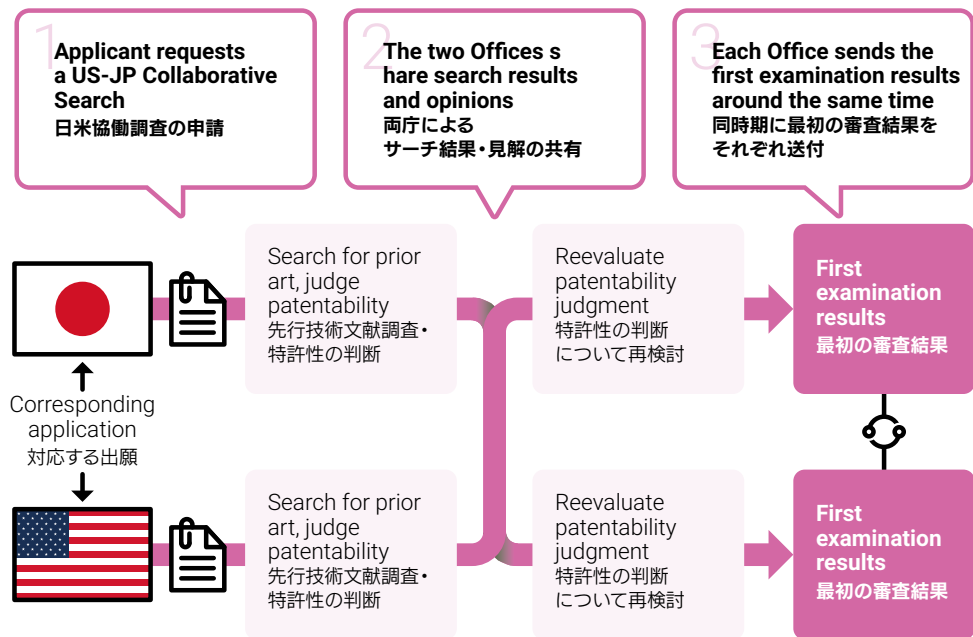 1
Applicant requests
a US-JP Collaborative
Search
日米協働調査の申請
2
The two Offices s
hare search results
and opinions
両庁による
サーチ結果・見解の共有
3
Each Office sends the
first examination results
around the same time
同時期に最初の審査結果を
それぞれ送付
Search for prior
art, judge
patentability
先行技術文献調査・
特許性の判断
Reevaluate
patentability
judgment
特許性の判断
について再検討
First
examination
results
最初の審査結果
Corresponding
application
対応する出願
Search for prior
art, judge
patentability
先行技術文献調査・
特許性の判断
Reevaluate
patentability
judgment
特許性の判断
について再検討
First
examination
results
最初の審査結果